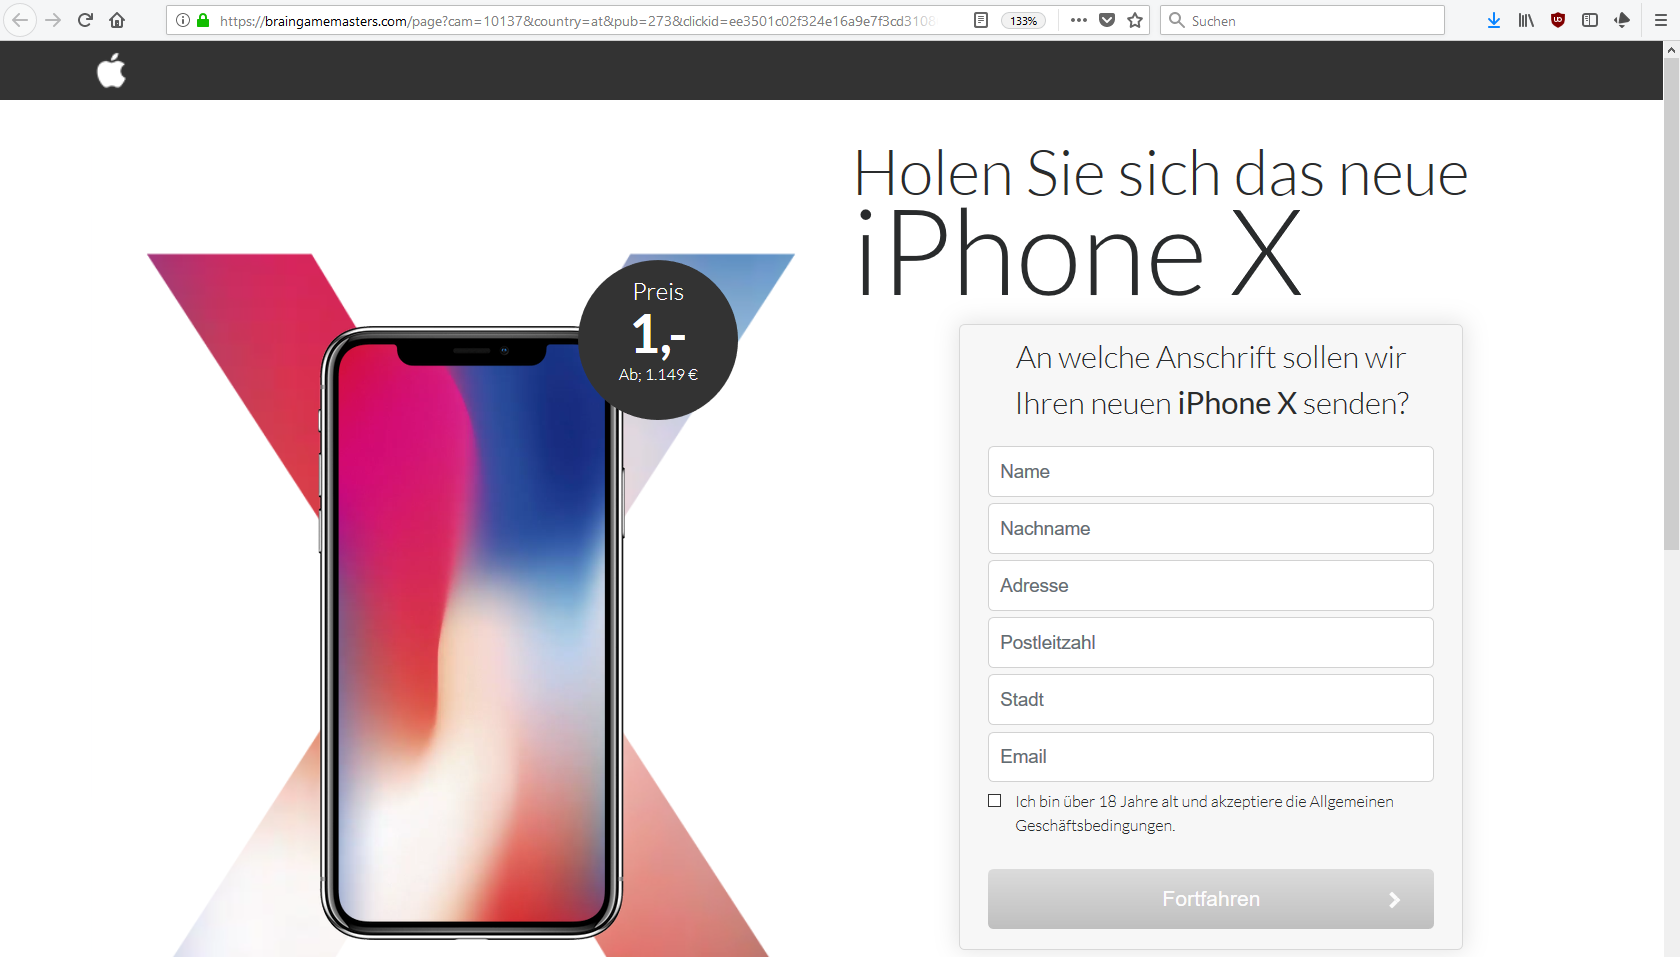 https://braingamemasters.com/page?cam=10137&country=at&pub=273&clickid=ee3501c02f324e16a9e7f3cd3108
133%
Suchen
Holen Sie sich das neue
iPhone X
Preis
1,-
Ab; 1.149 €
An welche Anschrift sollen wir
Ihren neuen iPhone X senden?
Name
Nachname
Adresse
Postleitzahl
Stadt
Email
Ich bin über 18 Jahre alt und akzeptiere die Allgemeinen
Geschäftsbedingungen.
Fortfahren